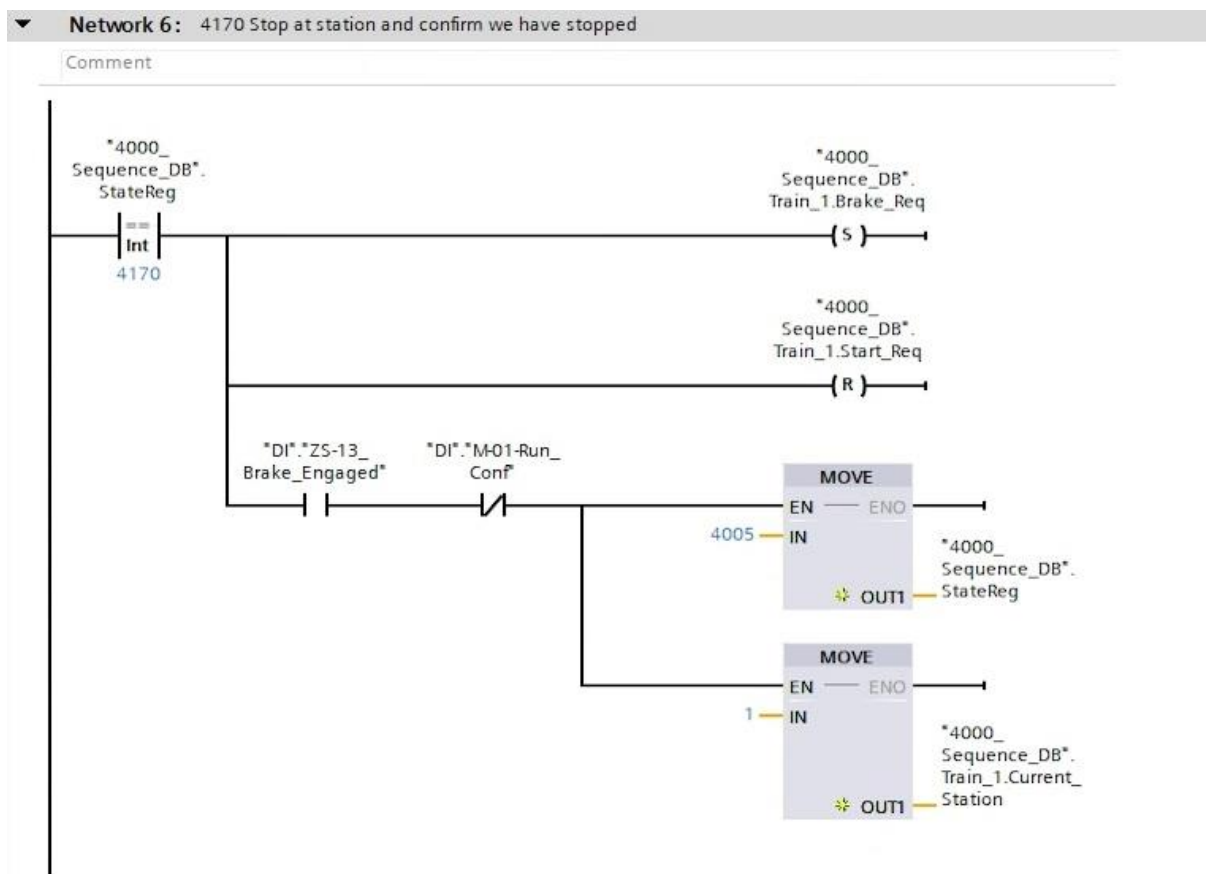 Network 6: 4170 Stop at station and confirm we have stopped
Comment
"4000_
Sequence_DB".
StateReg
==
Int
4170
"4000_
Sequence_DB".
Train_1.Brake_Req
S
"4000_
Sequence_DB".
Train_1.Start_Req
R
"DI"."ZS-13_
Brake_Engaged"
"DI"."M-01-Run_
Conf"
MOVE
EN ENO
4005 IN
OUT1
"4000_
Sequence_DB".
StateReg
MOVE
EN ENO
1 IN
OUT1
"4000_
Sequence_DB".
Train_1.Current_
Station